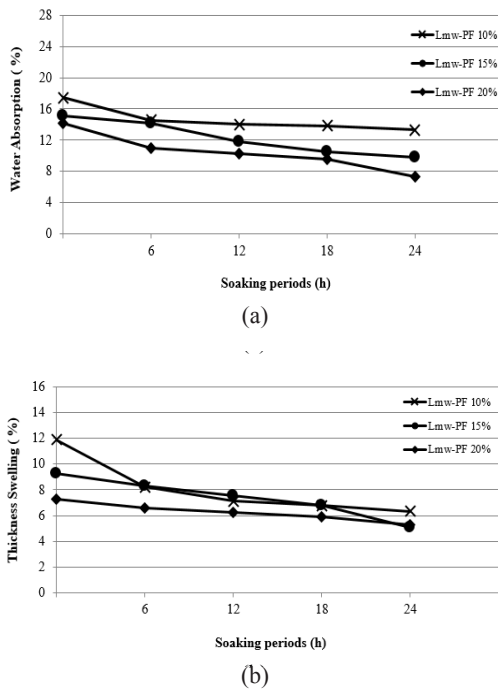 28
24
20
16
12
8
4
0
Water Absorption ( %)
Lmw-PF 10%
Lmw-PF 15%
Lmw-PF 20%
6 12 18 24
Soaking periods (h)
(a)
16
14
12
10
8
6
4
2
0
Thickness Swelling ( %)
Lmw-PF 10%
Lmw-PF 15%
Lmw-PF 20%
6 12 18 24
Soaking periods (h)
(b)